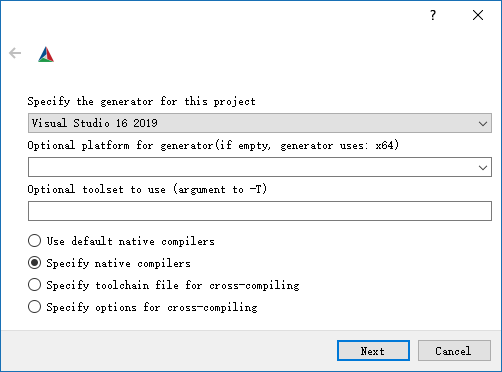 ?
Specify the generator for this project
Visual Studio 16 2019
Optional platform for generator(if empty, generator uses: x64)
Optional toolset to use (argument to -T)
Use default native compilers
Specify native compilers
Specify toolchain file for cross-compiling
Specify options for cross-compiling
Next
Cancel